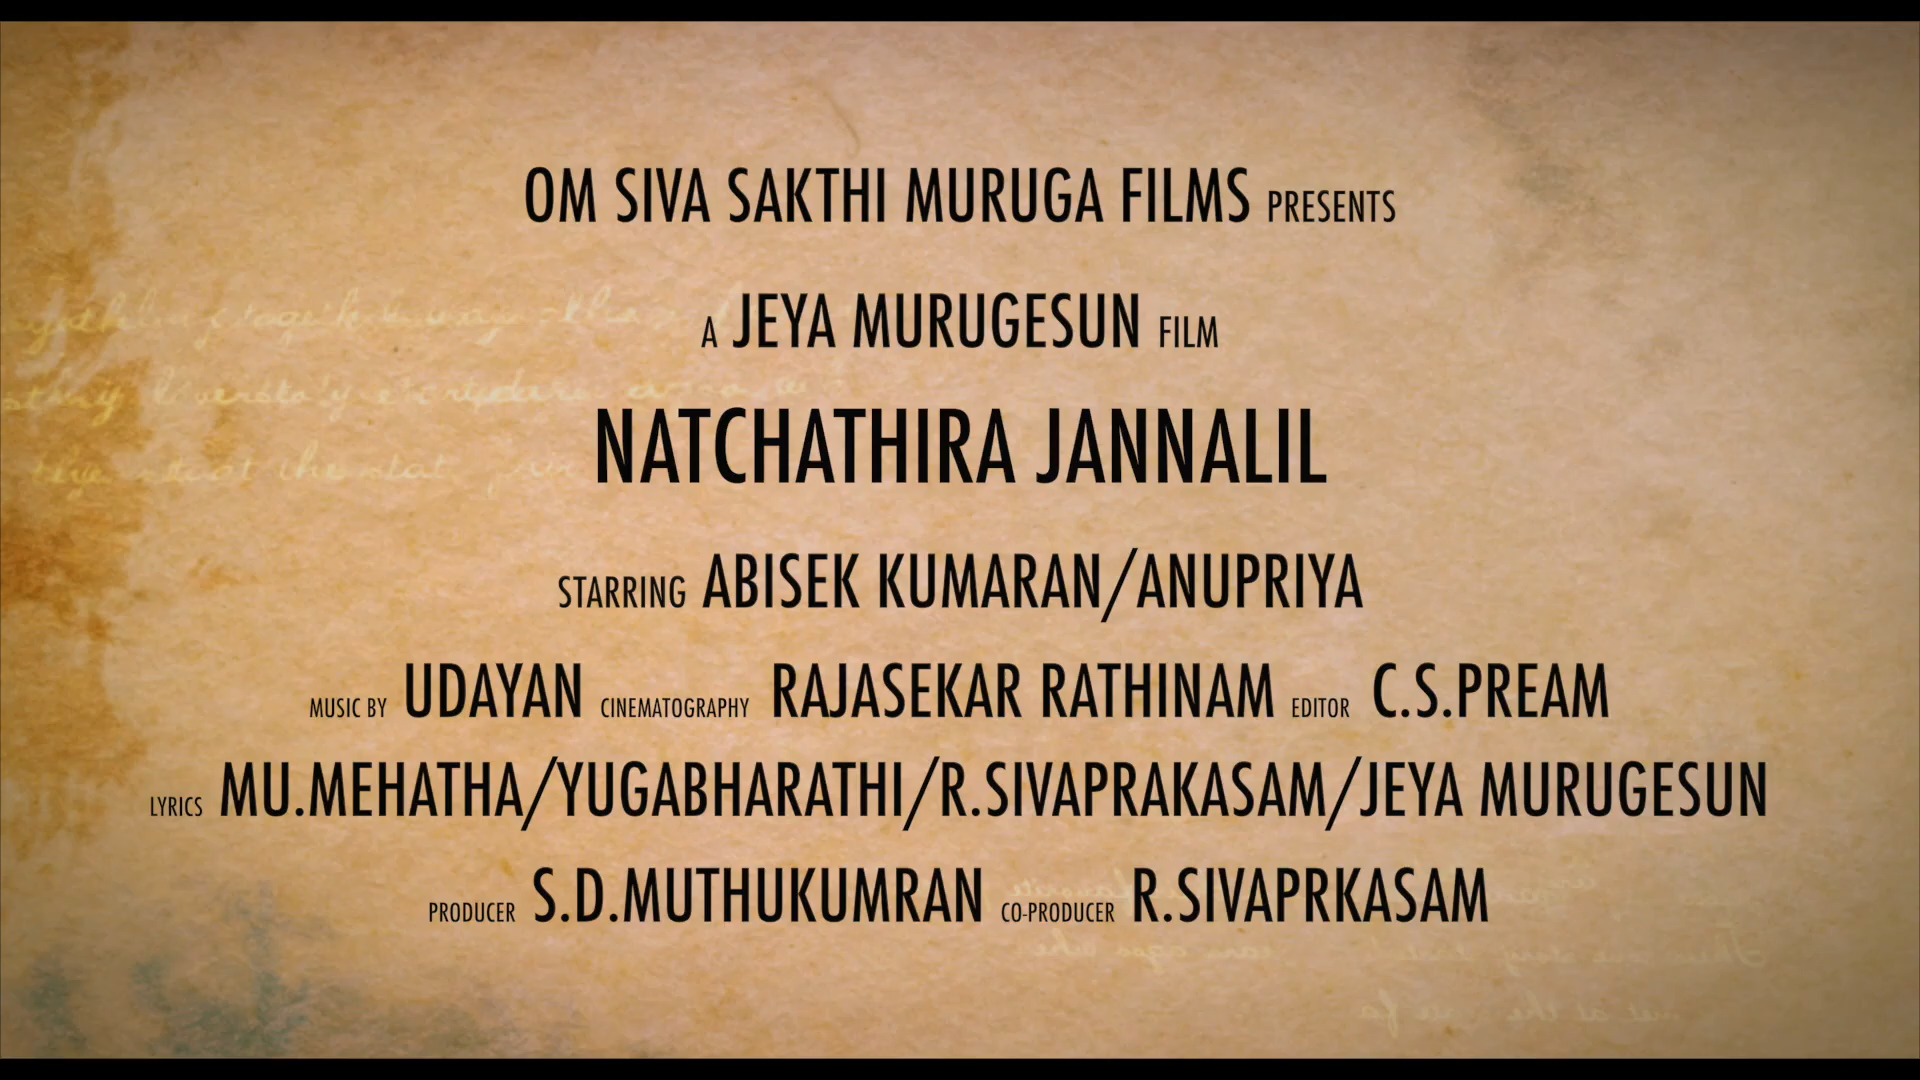 OM SIVA SAKTHI MURUGA FILMS PRESENTS
A JEYA MURUGESUN FILM
NATCHATHIRA JANNALIL
STARRING ABISEK KUMARAN/ANUPRIYA
MUSIC BY UDAYAN CINEMATOGRAPHY RAJASEKAR RATHINAM EDITOR C.S.PREAM
LYRICS MU.MEHATHA/YUGABHARATHI/R.SIVAPRAKASAM/JEYA MURUGESUN
PRODUCER S.D.MUTHUKUMRAN CO-PRODUCER R.SIVAPRKASAM